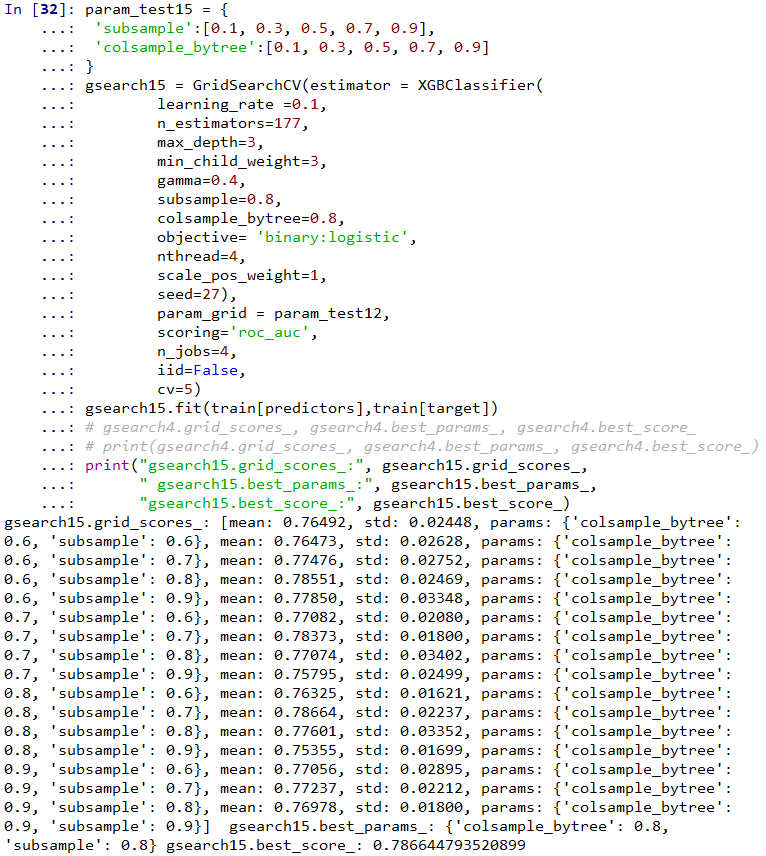 In [32]: param_test15 = {
    ...:  'subsample':[0.1, 0.3, 0.5, 0.7, 0.9],
    ...:  'colsample_bytree':[0.1, 0.3, 0.5, 0.7, 0.9]
    ...: }
    ...: gsearch15 = GridSearchCV(estimator = XGBClassifier(
    ...:         learning_rate =0.1,
    ...:         n_estimators=177,
    ...:         max_depth=3,
    ...:         min_child_weight=3,
    ...:         gamma=0.4,
    ...:         subsample=0.8,
    ...:         colsample_bytree=0.8,
    ...:         objective= 'binary:logistic',
    ...:         nthread=4,
    ...:         scale_pos_weight=1,
    ...:         seed=27),
    ...:         param_grid = param_test12,
    ...:         scoring='roc_auc',
    ...:         n_jobs=4,
    ...:         iid=False,
    ...:         cv=5)
    ...: gsearch15.fit(train[predictors],train[target])
    ...: # gsearch4.grid_scores_, gsearch4.best_params_, gsearch4.best_score_
    ...: # print(gsearch4.grid_scores_, gsearch4.best_params_, gsearch4.best_score_)
    ...: print("gsearch15.grid_scores_:", gsearch15.grid_scores_,
    ...:       " gsearch15.best_params_:", gsearch15.best_params_,
    ...:       "gsearch15.best_score_:", gsearch15.best_score_)
gsearch15.grid_scores_: [mean: 0.76492, std: 0.02448, params: {'colsample_bytree':
0.6, 'subsample': 0.6}, mean: 0.76473, std: 0.02628, params: {'colsample_bytree':
0.6, 'subsample': 0.7}, mean: 0.77476, std: 0.02752, params: {'colsample_bytree':
0.6, 'subsample': 0.8}, mean: 0.78551, std: 0.02469, params: {'colsample_bytree':
0.6, 'subsample': 0.9}, mean: 0.77850, std: 0.03348, params: {'colsample_bytree':
0.7, 'subsample': 0.6}, mean: 0.77082, std: 0.02080, params: {'colsample_bytree':
0.7, 'subsample': 0.7}, mean: 0.78373, std: 0.01800, params: {'colsample_bytree':
0.7, 'subsample': 0.8}, mean: 0.77074, std: 0.03402, params: {'colsample_bytree':
0.7, 'subsample': 0.9}, mean: 0.75795, std: 0.02499, params: {'colsample_bytree':
0.8, 'subsample': 0.6}, mean: 0.76325, std: 0.01621, params: {'colsample_bytree':
0.8, 'subsample': 0.7}, mean: 0.78664, std: 0.02237, params: {'colsample_bytree':
0.8, 'subsample': 0.8}, mean: 0.77601, std: 0.03352, params: {'colsample_bytree':
0.8, 'subsample': 0.9}, mean: 0.75355, std: 0.01699, params: {'colsample_bytree':
0.9, 'subsample': 0.6}, mean: 0.77056, std: 0.02895, params: {'colsample_bytree':
0.9, 'subsample': 0.7}, mean: 0.77237, std: 0.02212, params: {'colsample_bytree':
0.9, 'subsample': 0.8}, mean: 0.76978, std: 0.01800, params: {'colsample_bytree':
0.9, 'subsample': 0.9}]  gsearch15.best_params_: {'colsample_bytree': 0.8,
'subsample': 0.8} gsearch15.best_score_: 0.786644793520899